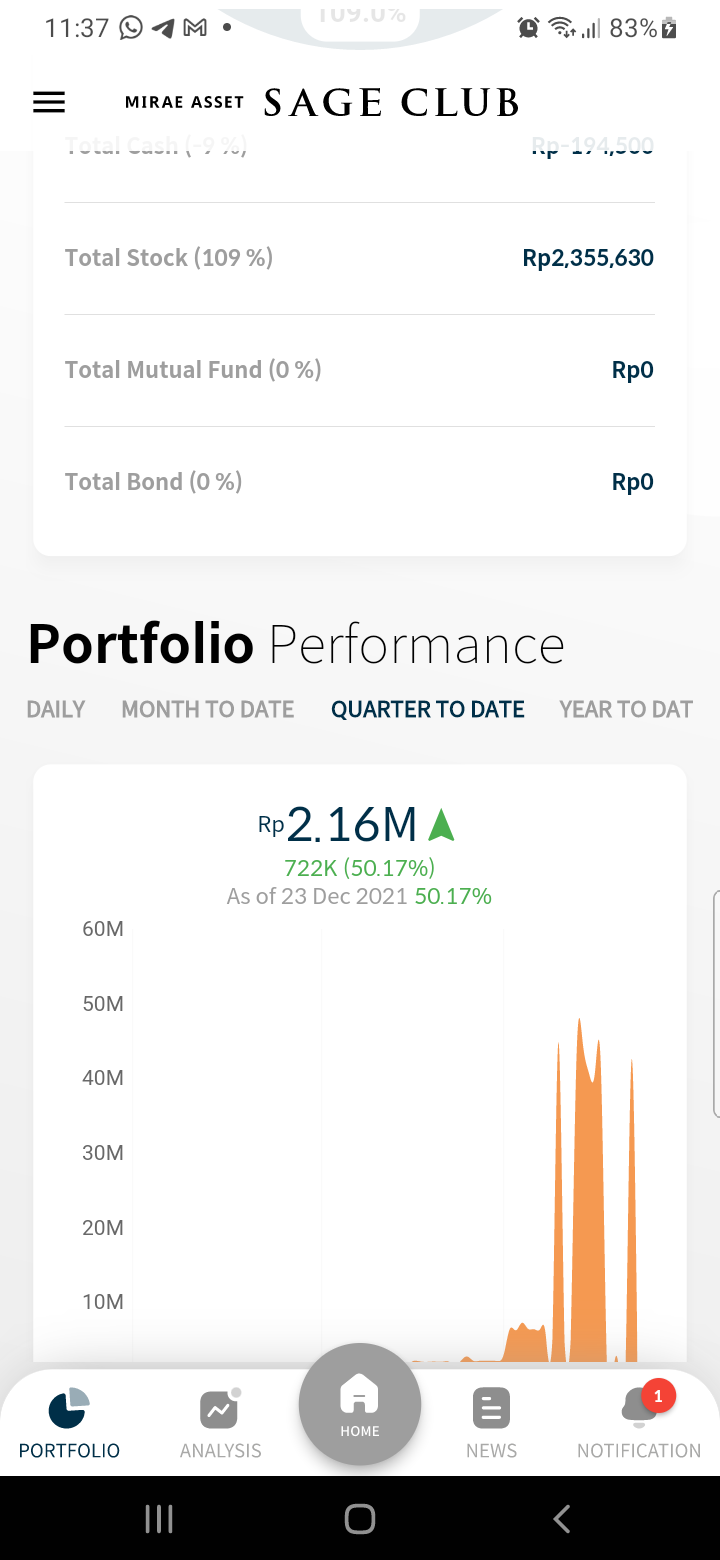 109.0%
11:37
83%
MIRAE ASSET SAGE CLUB
Total Cash (-9 %) Rp-194,500
Total Stock (109 %) Rp2,355,630
Total Mutual Fund (0 %) Rp0
Total Bond (0 %) Rp0
Portfolio Performance
DAILY MONTH TO DATE QUARTER TO DATE YEAR TO DAT
Rp2.16M
722K (50.17%)
As of 23 Dec 2021 50.17%
60M
50M
40M
30M
20M
10M
1
HOME
PORTFOLIO ANALYSIS NEWS NOTIFICATION